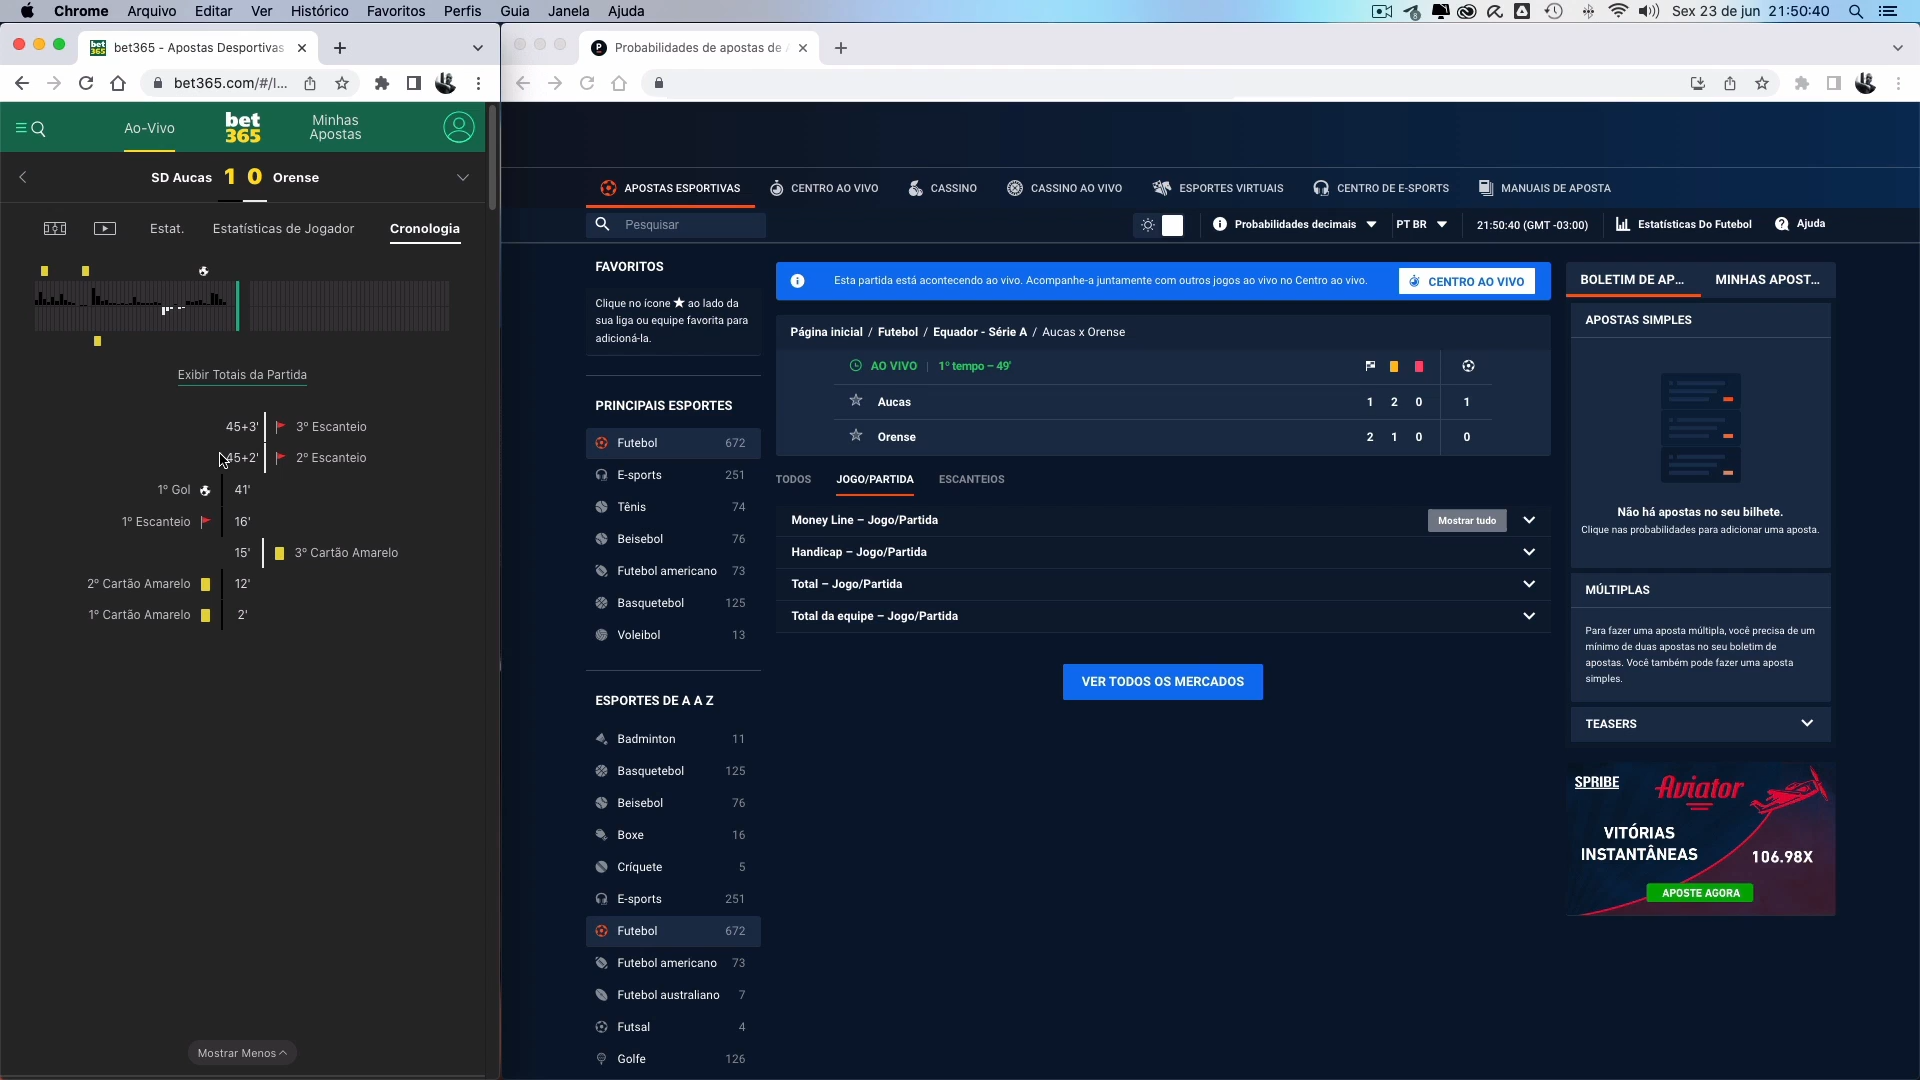 Chrome Arquivo Editar Ver Histórico Favoritos Perfis Guia Janela Ajuda Sex 23 de jun 21:50:40
bet365 - Apostas Desportivas
bet365.com/#/I...
Ao-Vivo
bet365
Minhas Apostas
SD Aucas 1 0 Orense
Estat. Estatísticas de Jogador Cronologia
Exibir Totais da Partida
45+3' 3º Escanteio
45+2' 2º Escanteio
1º Gol 41'
1º Escanteio 16'
15' 3º Cartão Amarelo
2º Cartão Amarelo 12'
1º Cartão Amarelo 2'
Mostrar Menos
Probabilidades de apostas de
APOSTAS ESPORTIVAS CENTRO AO VIVO CASSINO CASSINO AO VIVO ESPORTES VIRTUAIS CENTRO DE E-SPORTS MANUAIS DE APOSTA
Pesquisar
Probabilidades decimais PT BR 21:50:40 (GMT -03:00) Estatísticas Do Futebol Ajuda
FAVORITOS
Clique no ícone ★ ao lado da
sua liga ou equipe favorita para
adicioná-la.
PRINCIPAIS ESPORTES
Futebol 672
E-sports 251
Tênis 74
Beisebol 76
Futebol americano 73
Basquetebol 125
Voleibol 13
ESPORTES DE A A Z
Badminton 11
Basquetebol 125
Beisebol 76
Boxe 16
Críquete 5
E-sports 251
Futebol 672
Futebol americano 73
Futebol australiano 7
Futsal 4
Golfe 126
Esta partida está acontecendo ao vivo. Acompanhe-a juntamente com outros jogos ao vivo no Centro ao vivo.
CENTRO AO VIVO
Página inicial / Futebol / Equador - Série A / Aucas x Orense
AO VIVO | 1º tempo – 49'
Aucas 1 2 0 1
Orense 2 1 0 0
TODOS JOGO/PARTIDA ESCANTEIOS
Money Line – Jogo/Partida Mostrar tudo
Handicap – Jogo/Partida
Total – Jogo/Partida
Total da equipe – Jogo/Partida
VER TODOS OS MERCADOS
BOLETIM DE AP... MINHAS APOST...
APOSTAS SIMPLES
Não há apostas no seu bilhete.
Clique nas probabilidades para adicionar uma aposta.
MÚLTIPLAS
Para fazer uma aposta múltipla, você precisa de um
mínimo de duas apostas no seu boletim de
apostas. Você também pode fazer uma aposta
simples.
TEASERS
SPRIBE Aviator
VITÓRIAS
INSTANTÂNEAS 106.98X
APOSTE AGORA